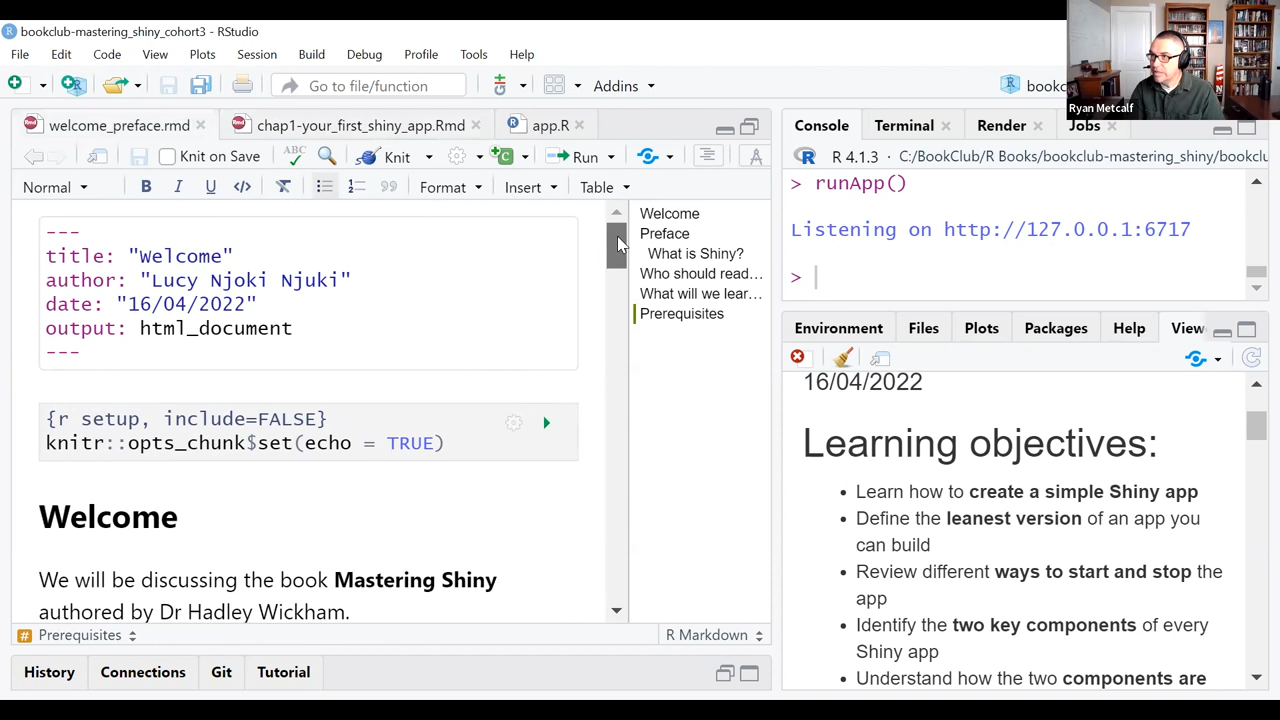 bookclub-mastering_shiny_cohort3 - RStudio
File Edit Code View Plots Session Build Debug Profile Tools Help
Go to file/function Addins bookc
Ryan Metcalf
welcome_preface.rmd chap1-your_first_shiny_app.Rmd app.R
Knit on Save ABC Knit Run
Normal B I U Format Insert Table
---
title: "Welcome"
author: "Lucy Njoki Njuki"
date: "16/04/2022"
output: html_document
---
{r setup, include=FALSE}
knitr::opts_chunk$set(echo = TRUE)
Welcome
We will be discussing the book Mastering Shiny
authored by Dr Hadley Wickham.
Welcome
Preface
What is Shiny?
Who should read...
What will we lear...
Prerequisites
Prerequisites R Markdown
History Connections Git Tutorial
Console Terminal Render Jobs
R 4.1.3 · C:/BookClub/R Books/bookclub-mastering_shiny/bookclu
> runApp()
Listening on http://127.0.0.1:6717
>
Environment Files Plots Packages Help View
16/04/2022
Learning objectives:
• Learn how to create a simple Shiny app
• Define the leanest version of an app you
can build
• Review different ways to start and stop the
app
• Identify the two key components of every
Shiny app
• Understand how the two components are